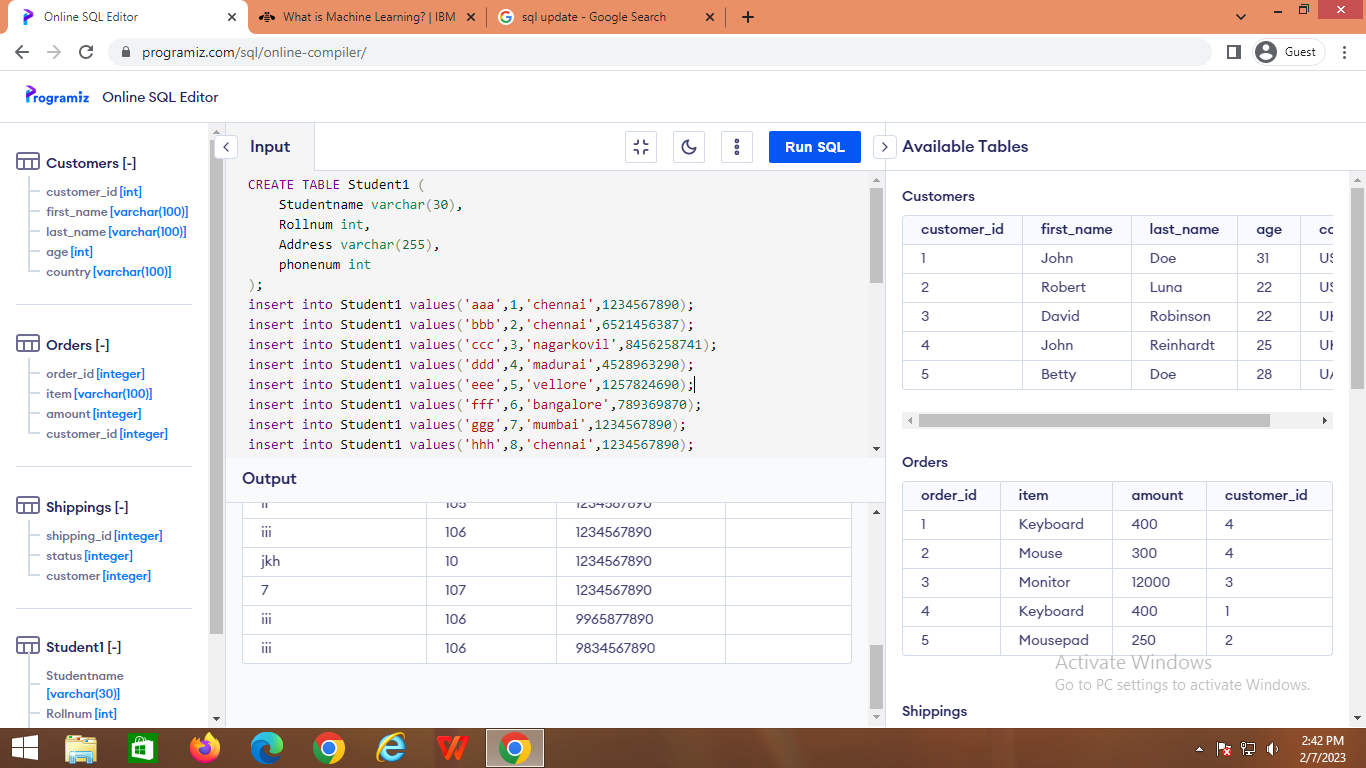 Online SQL Editor
What is Machine Learning? | IBM
sql update - Google Search
programiz.com/sql/online-compiler/
Guest
Programiz Online SQL Editor
Customers [-]
customer_id [int]
first_name [varchar(100)]
last_name [varchar(100)]
age [int]
country [varchar(100)]
Orders [-]
order_id [integer]
item [varchar(100)]
amount [integer]
customer_id [integer]
Shippings [-]
shipping_id [integer]
status [integer]
customer [integer]
Student1 [-]
Studentname
[varchar(30)]
Rollnum [int]
Input
Run SQL
CREATE TABLE Student1 (
Studentname varchar(30),
Rollnum int,
Address varchar(255),
phonenum int
);
insert into Student1 values('aaa',1,'chennai',1234567890);
insert into Student1 values('bbb',2,'chennai',6521456387);
insert into Student1 values('ccc',3,'nagarkovil',8456258741);
insert into Student1 values('ddd',4,'madurai',4528963290);
insert into Student1 values('eee',5,'vellore',1257824690);
insert into Student1 values('fff',6,'bangalore',789369870);
insert into Student1 values('ggg',7,'mumbai',1234567890);
insert into Student1 values('hhh',8,'chennai',1234567890);
Output
105 1234567890
iii 106 1234567890
jkh 10 1234567890
7 107 1234567890
iii 106 9965877890
iii 106 9834567890
Available Tables
Customers
customer_id first_name last_name age
1 John Doe 31
2 Robert Luna 22
3 David Robinson 22
4 John Reinhardt 25
5 Betty Doe 28
Orders
order_id item amount customer_id
1 Keyboard 400 4
2 Mouse 300 4
3 Monitor 12000 3
4 Keyboard 400 1
5 Mousepad 250 2
Activate Windows
Go to PC settings to activate Windows.
Shippings
2:42 PM
2/7/2023